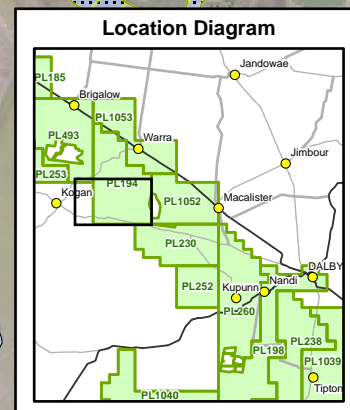 Location Diagram
Jandowae
PL185
Brigalow
PL1053
PL493
Warra
Jimbour
PL253
PL194
Kogan
PL1052
Macalister
PL230
DALBY
Nandi
PL252
Kupunn
PL260
PL238
PL198
PL1039
Tipton
PL1040